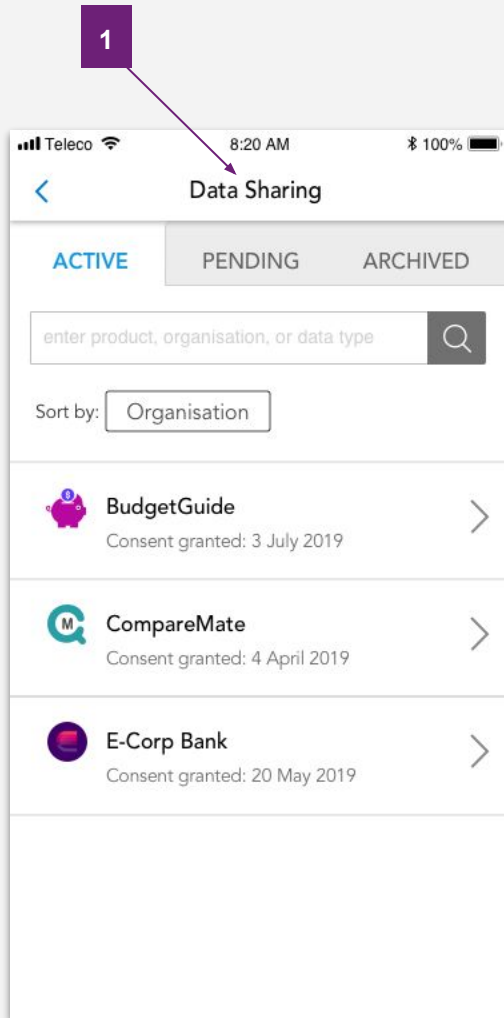 1
Teleco 8:20 AM 100%
Data Sharing
ACTIVE PENDING ARCHIVED
enter product, organisation, or data type
Sort by: Organisation
BudgetGuide
Consent granted: 3 July 2019
M
CompareMate
Consent granted: 4 April 2019
E-Corp Bank
Consent granted: 20 May 2019